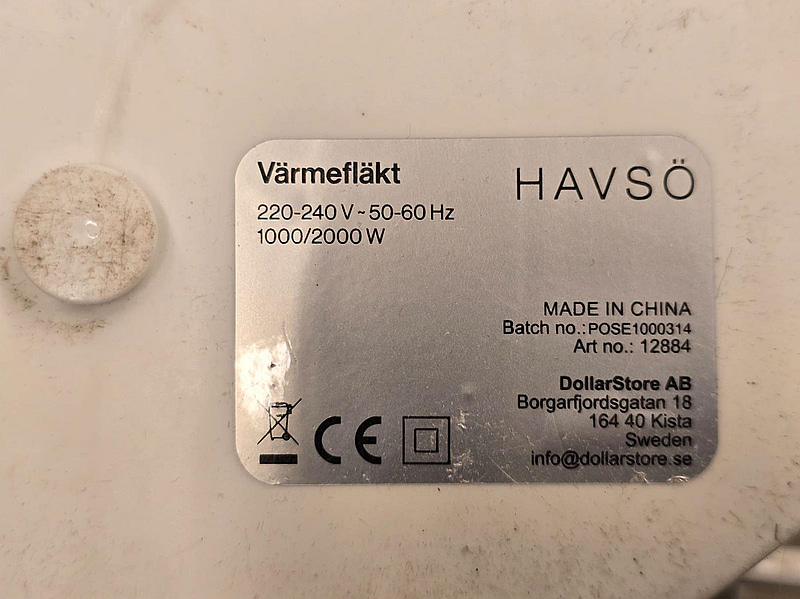 Värmefläkt
HAVSÖ
220-240 V ~ 50-60 Hz
1000/2000 W
MADE IN CHINA
Batch no.: POSE1000314
Art no.: 12884
DollarStore AB
Borgarfjordsgatan 18
164 40 Kista
Sweden
info@dollarstore.se
CE